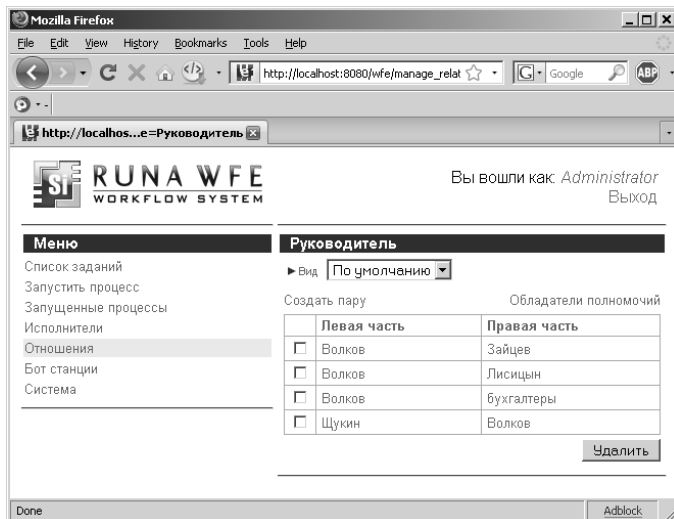 Mozilla Firefox
File Edit View History Bookmarks Tools Help
http://localhost:8080/wfe/manage_relat Google ABP
http://localhos...e=Руководитель
Si RUNA WFE
WORKFLOW SYSTEM
Вы вошли как: Administrator
Выход
Меню
Список заданий
Запустить процесс
Запущенные процессы
Исполнители
Отношения
Бот станции
Система
Руководитель
Вид По умолчанию
Создать пару Обладатели полномочий
Левая часть Правая часть
Волков Зайцев
Волков Лисицын
Волков бухгалтеры
Щукин Волков
Удалить
Done Adblock